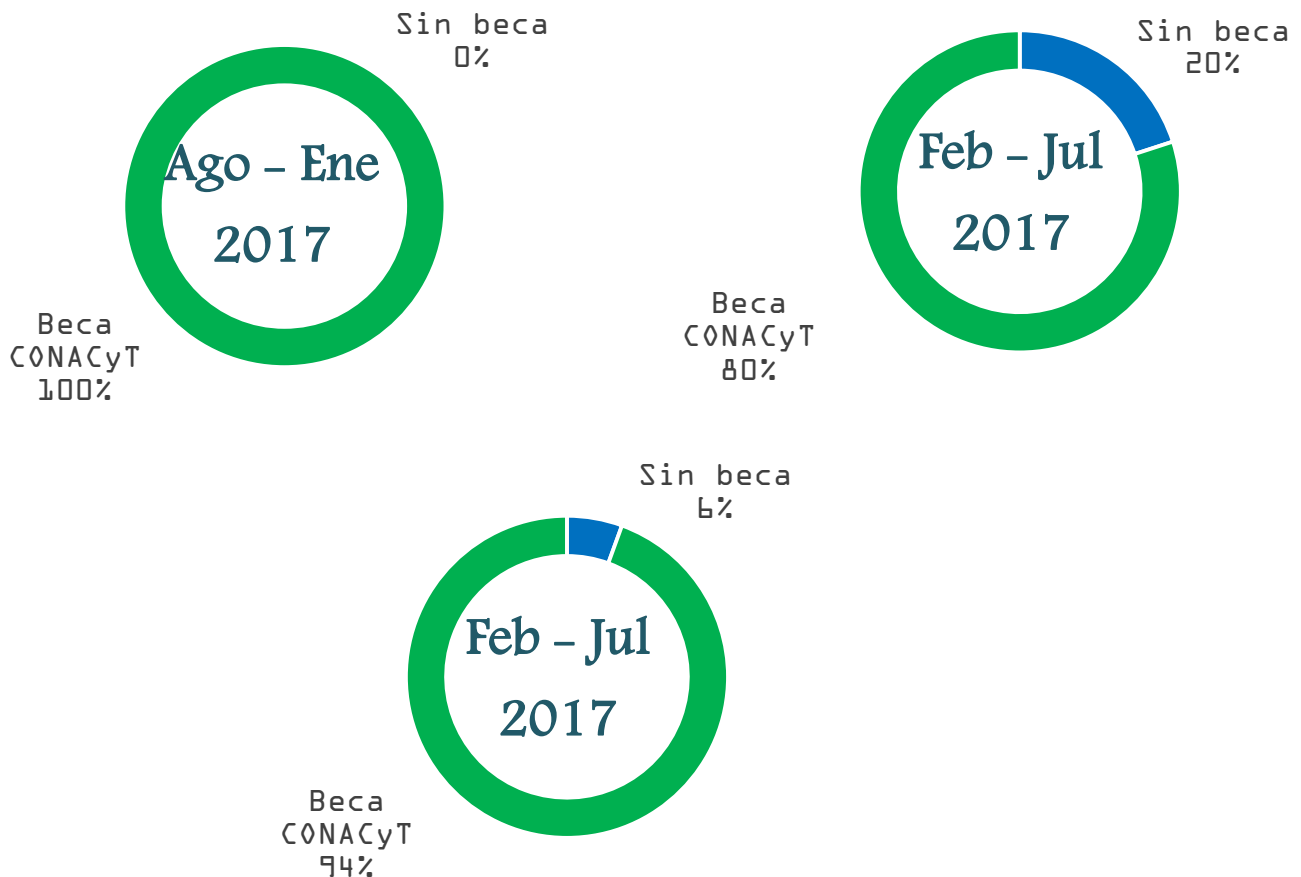 Sin beca
0%
Ago – Ene
2017
Beca
CONACyT
100%
Sin beca
20%
Feb – Jul
2017
Beca
CONACyT
80%
Sin beca
6%
Feb – Jul
2017
Beca
CONACyT
94%